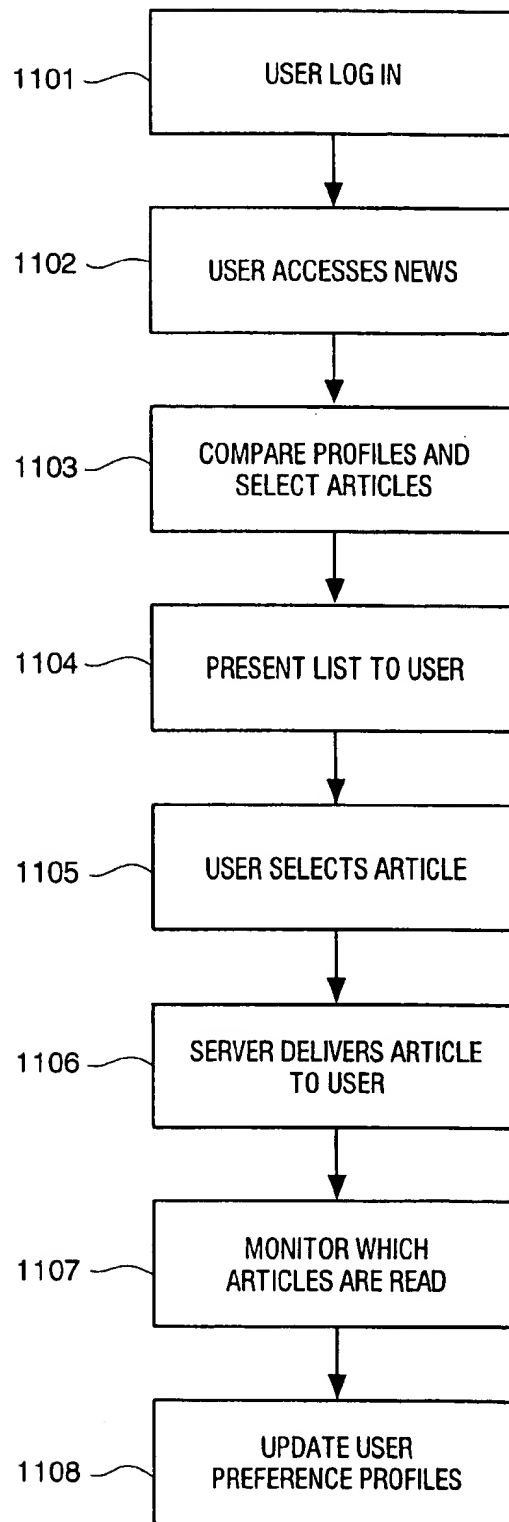 1101
USER LOG IN
1102
USER ACCESSES NEWS
1103
COMPARE PROFILES AND
SELECT ARTICLES
1104
PRESENT LIST TO USER
1105
USER SELECTS ARTICLE
1106
SERVER DELIVERS ARTICLE
TO USER
1107
MONITOR WHICH
ARTICLES ARE READ
1108
UPDATE USER
PREFERENCE PROFILES